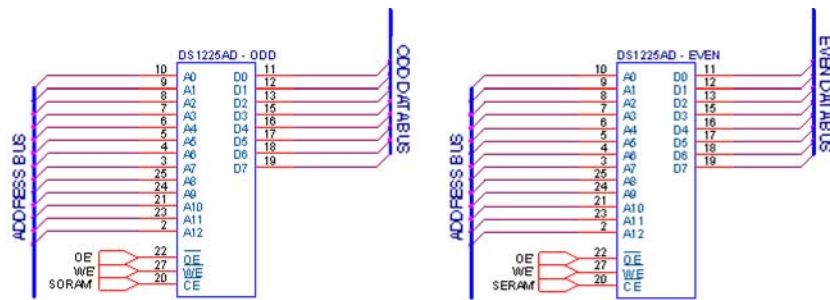 DS1225AD - ODD
10 A0 D0 11
9 A1 D1 12
8 A2 D2 13
7 A3 D3 15
6 A4 D4 16
5 A5 D5 17
4 A6 D6 18
3 A7 D7 19
25 A8
24 A9
21 A10
23 A11
2 A12
OE' 22 OE
WE' 27 WE
SORAM' 20 CE
ADDRESS BUS
ODD DATABUS
DS1225AD - EVEN
10 A0 D0 11
9 A1 D1 12
8 A2 D2 13
7 A3 D3 15
6 A4 D4 16
5 A5 D5 17
4 A6 D6 18
3 A7 D7 19
25 A8
24 A9
21 A10
23 A11
2 A12
OE' 22 OE
WE' 27 WE
SERAM' 20 CE
ADDRESS BUS
EVEN DATABUS